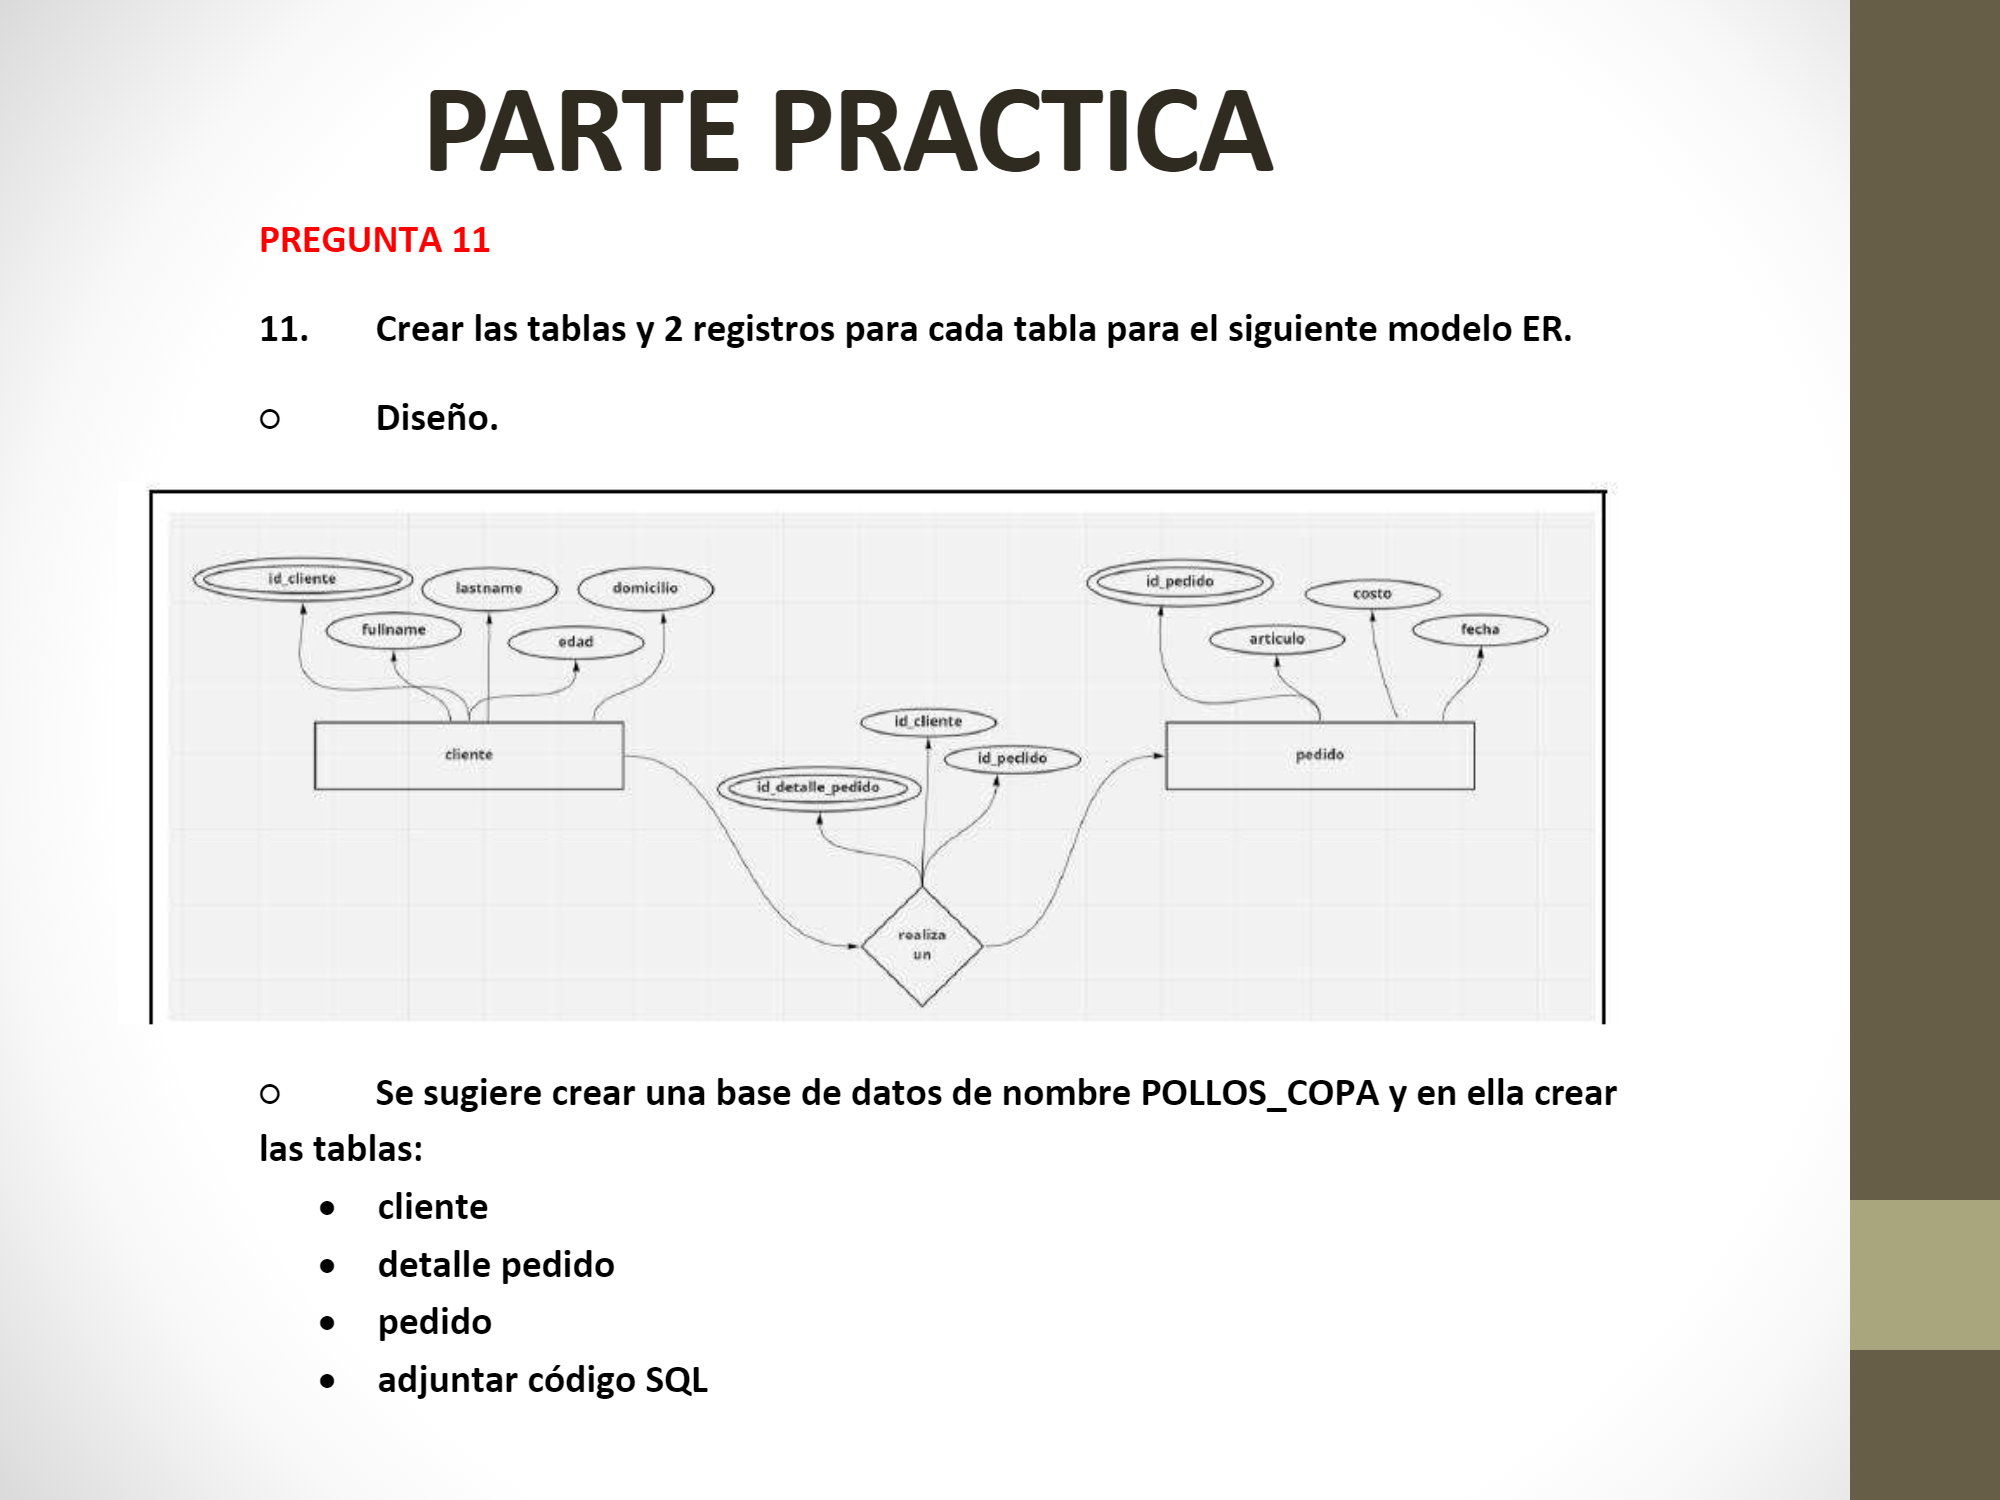 PARTE PRACTICA
PREGUNTA 11
11. Crear las tablas y 2 registros para cada tabla para el siguiente modelo ER.
○ Diseño.
id_cliente
lastname
domicilio
fullname
edad
id_pedido
costo
articulo
fecha
cliente
id_cliente
id_pedido
id_detalle_pedido
pedido
realiza
un
○ Se sugiere crear una base de datos de nombre POLLOS_COPA y en ella crear
las tablas:
• cliente
• detalle pedido
• pedido
• adjuntar código SQL